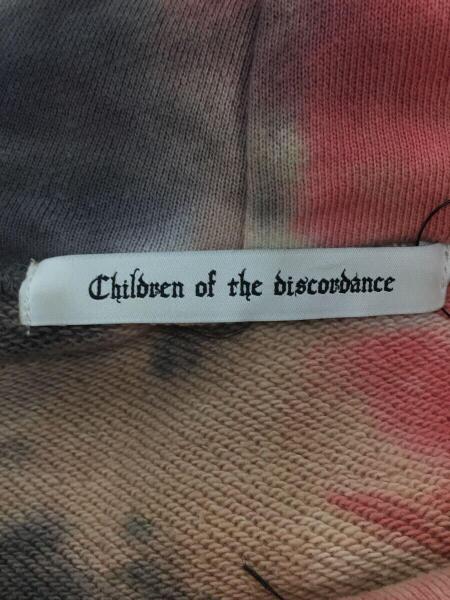 Children of the discordance